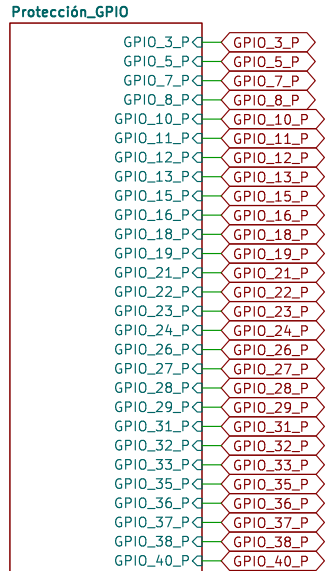 Protección_GPIO
GPIO_3_P GPIO_3_P
GPIO_5_P GPIO_5_P
GPIO_7_P GPIO_7_P
GPIO_8_P GPIO_8_P
GPIO_10_P GPIO_10_P
GPIO_11_P GPIO_11_P
GPIO_12_P GPIO_12_P
GPIO_13_P GPIO_13_P
GPIO_15_P GPIO_15_P
GPIO_16_P GPIO_16_P
GPIO_18_P GPIO_18_P
GPIO_19_P GPIO_19_P
GPIO_21_P GPIO_21_P
GPIO_22_P GPIO_22_P
GPIO_23_P GPIO_23_P
GPIO_24_P GPIO_24_P
GPIO_26_P GPIO_26_P
GPIO_27_P GPIO_27_P
GPIO_28_P GPIO_28_P
GPIO_29_P GPIO_29_P
GPIO_31_P GPIO_31_P
GPIO_32_P GPIO_32_P
GPIO_33_P GPIO_33_P
GPIO_35_P GPIO_35_P
GPIO_36_P GPIO_36_P
GPIO_37_P GPIO_37_P
GPIO_38_P GPIO_38_P
GPIO_40_P GPIO_40_P